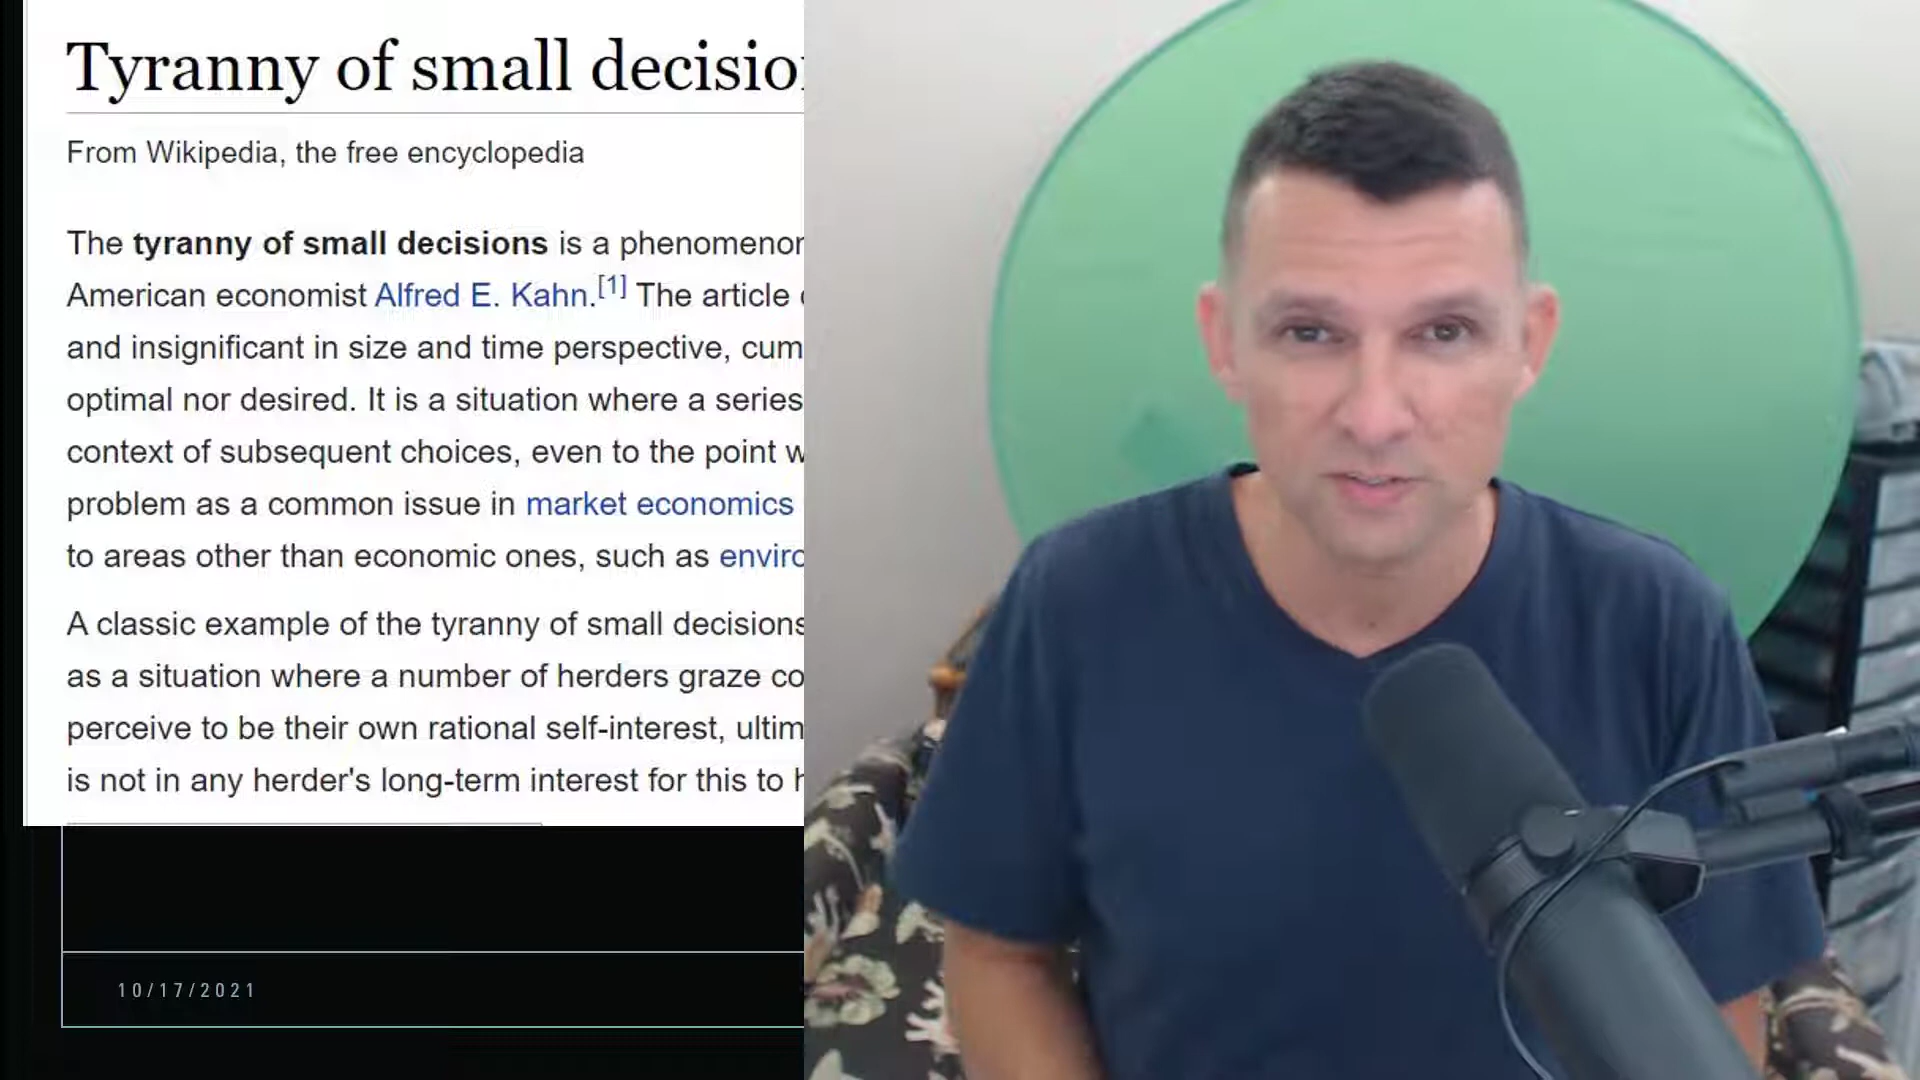 Tyranny of small decisio
From Wikipedia, the free encyclopedia
The tyranny of small decisions is a phenomenon
American economist Alfred E. Kahn.[1] The article
and insignificant in size and time perspective, cum
optimal nor desired. It is a situation where a series
context of subsequent choices, even to the point w
problem as a common issue in market economics
to areas other than economic ones, such as enviro
A classic example of the tyranny of small decisions
as a situation where a number of herders graze co
perceive to be their own rational self-interest, ultim
is not in any herder's long-term interest for this to h
10/17/2021